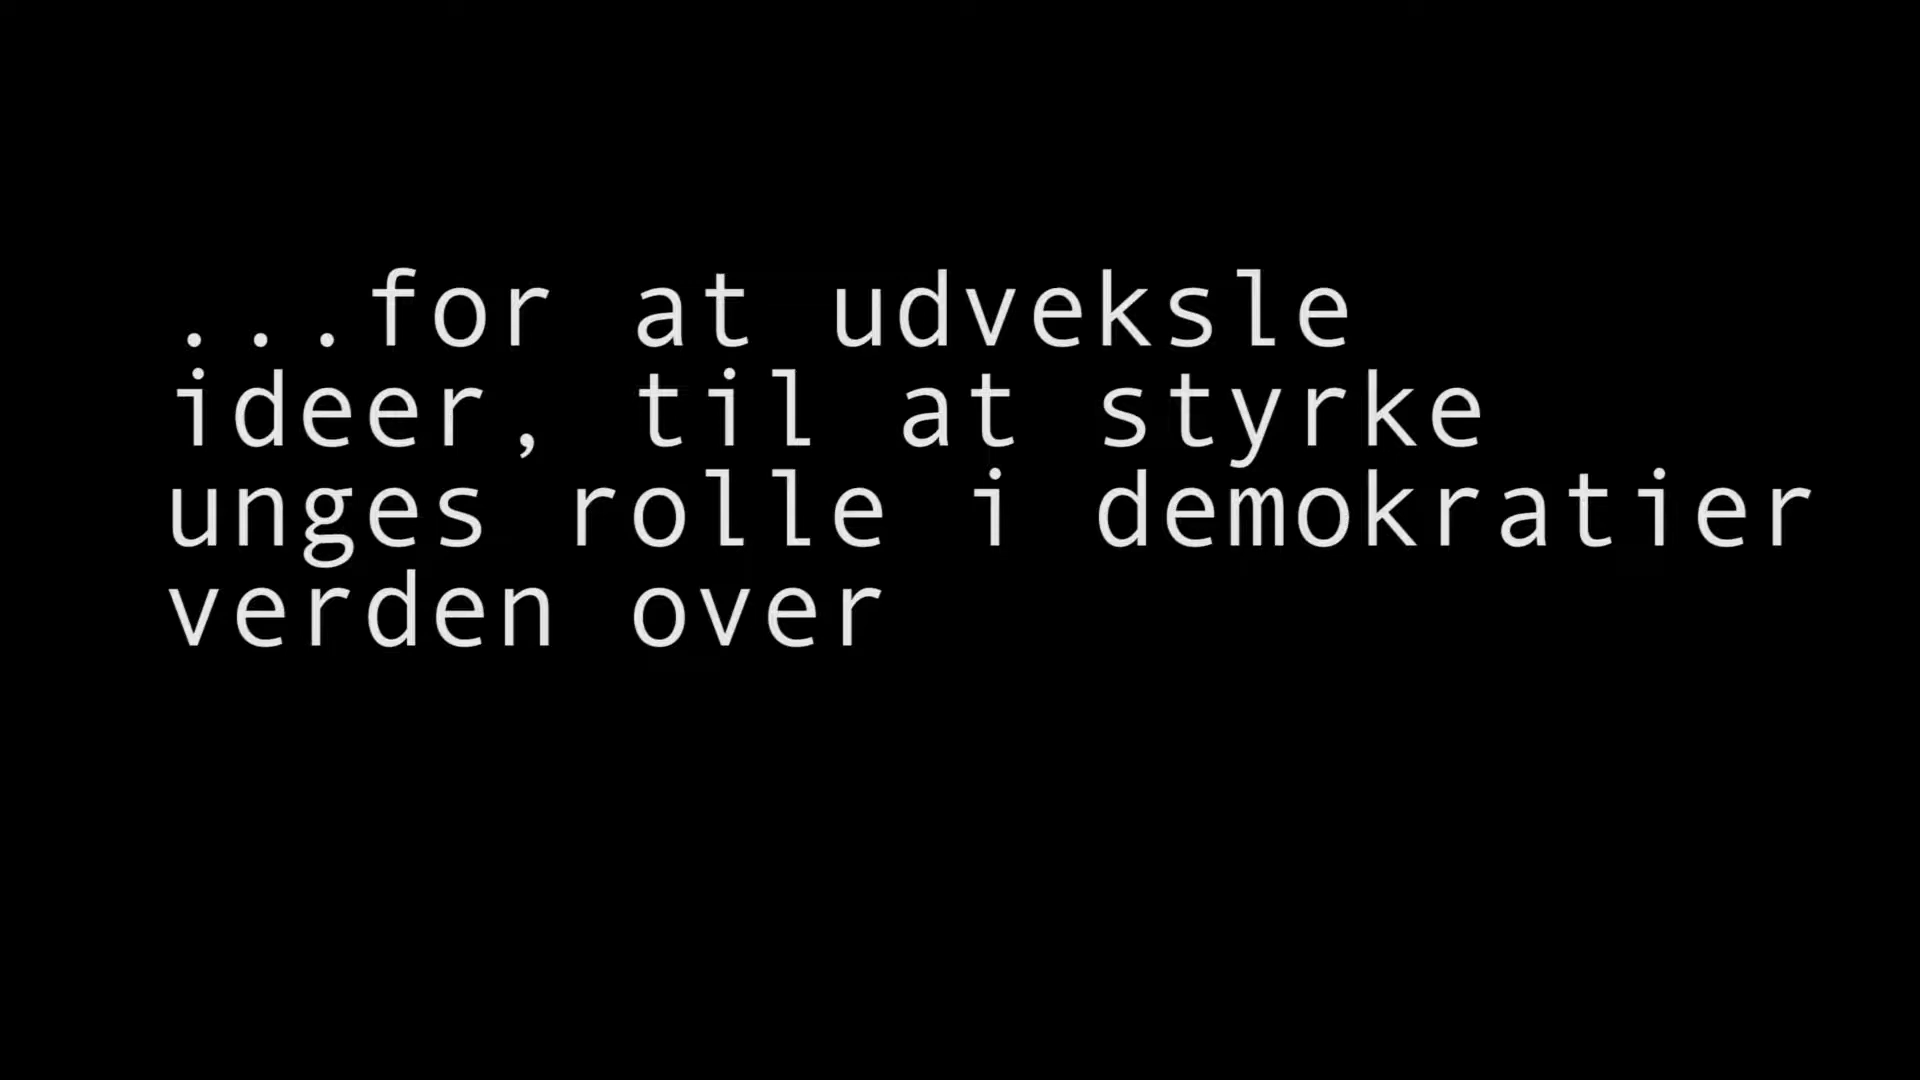 ...for at udveksle
ideer, til at styrke
unges rolle i demokratier
verden over